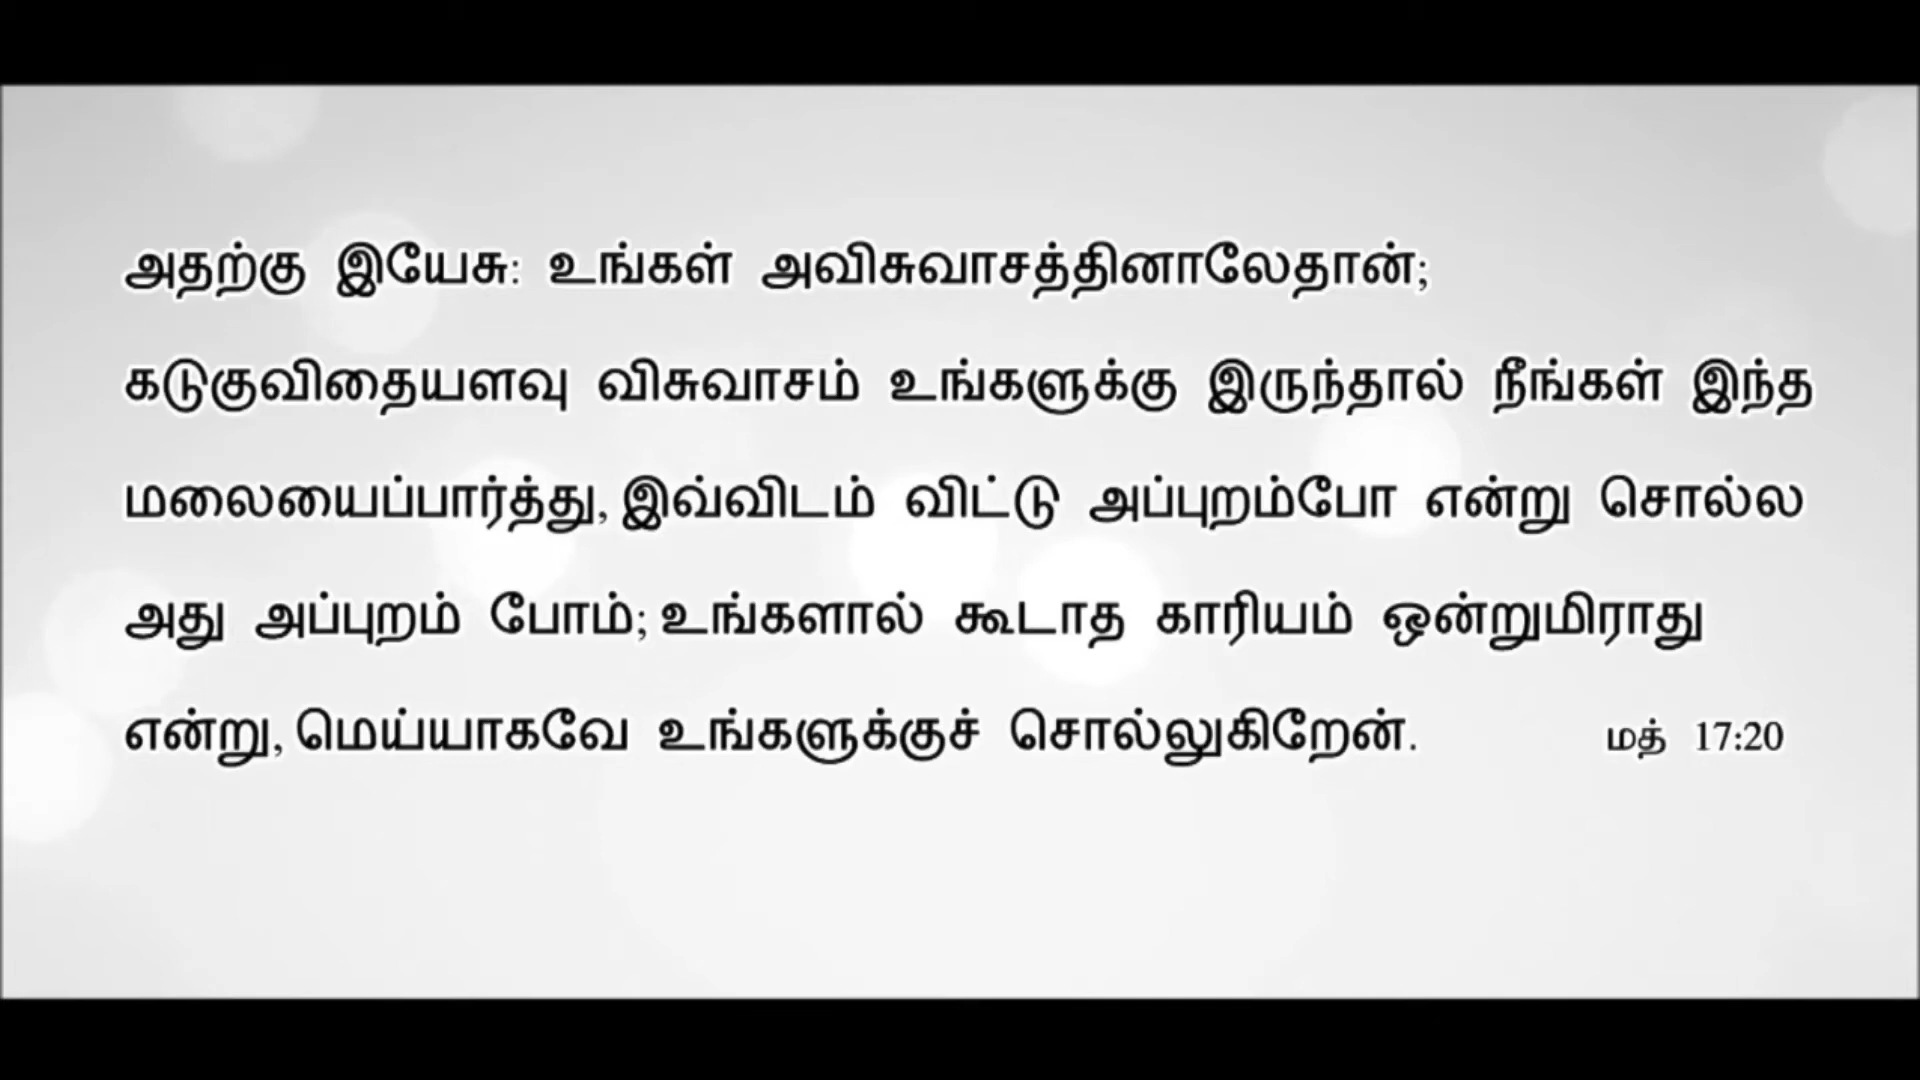 அதற்கு இயேசு: உங்கள் அவிசுவாசத்தினாலேதான்;
கடுகுவிதையளவு விசுவாசம் உங்களுக்கு இருந்தால் நீங்கள் இந்த
மலையைப்பார்த்து, இவ்விடம் விட்டு அப்புறம்போ என்று சொல்ல
அது அப்புறம் போம்; உங்களால் கூடாத காரியம் ஒன்றுமிராது
என்று, மெய்யாகவே உங்களுக்குச் சொல்லுகிறேன். மத் 17:20